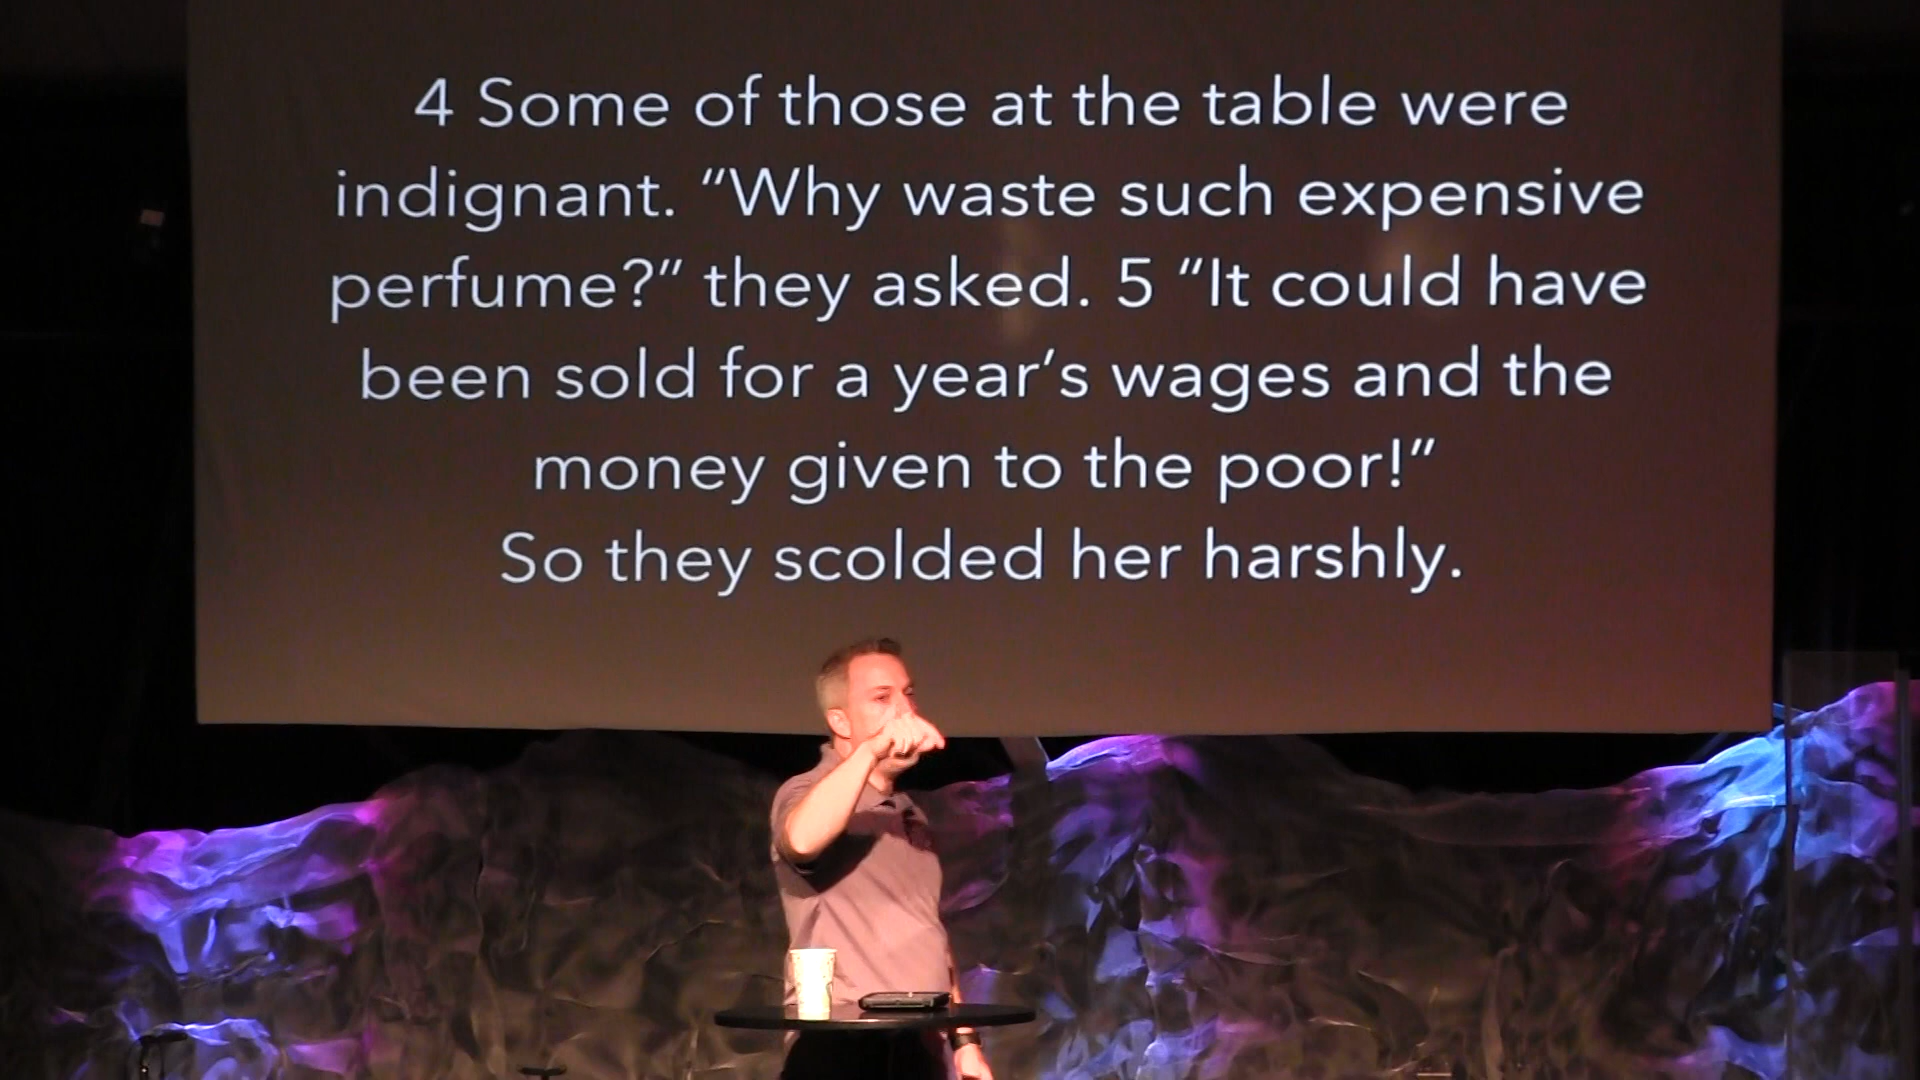 4 Some of those at the table were
indignant. “Why waste such expensive
perfume?” they asked. 5 “It could have
been sold for a year’s wages and the
money given to the poor!”
So they scolded her harshly.